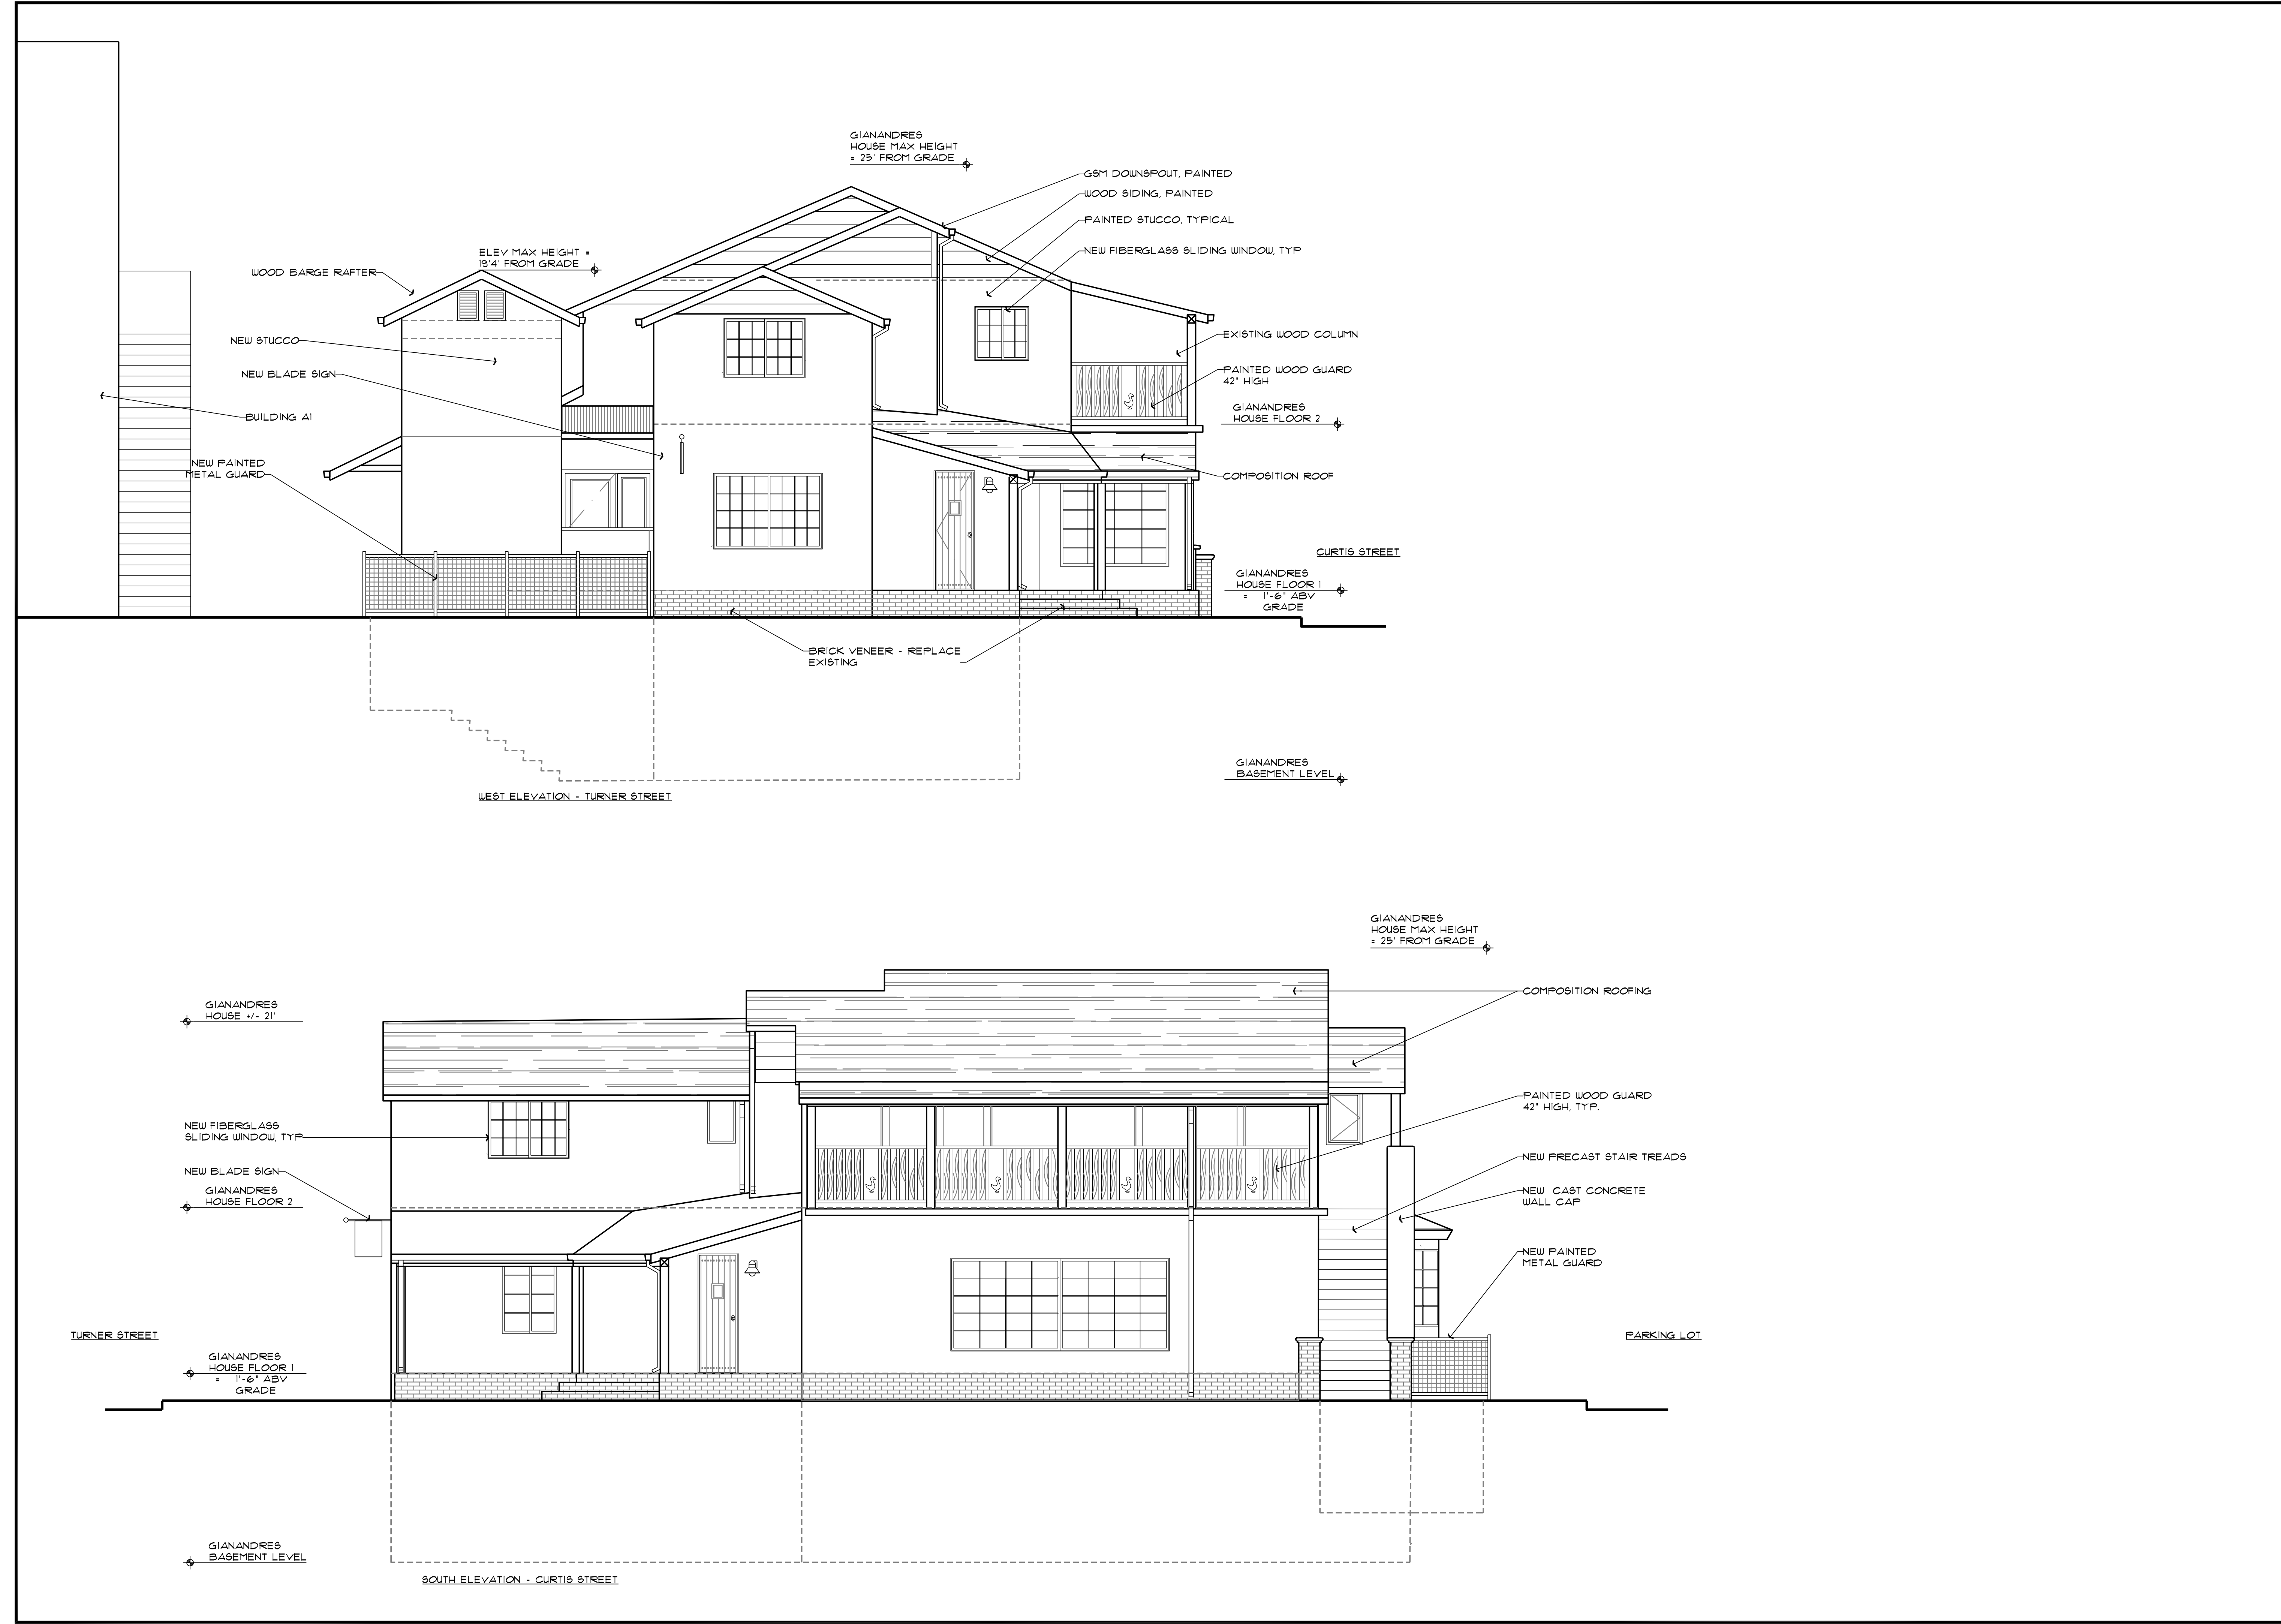 GIANANDRES
HOUSE MAX HEIGHT
= 25' FROM GRADE
GSM DOWNSPOUT, PAINTED
WOOD SIDING, PAINTED
PAINTED STUCCO, TYPICAL
NEW FIBERGLASS SLIDING WINDOW, TYP
ELEV MAX HEIGHT =
19'4' FROM GRADE
WOOD BARGE RAFTER
NEW STUCCO
NEW BLADE SIGN
BUILDING A1
NEW PAINTED
METAL GUARD
EXISTING WOOD COLUMN
PAINTED WOOD GUARD
42" HIGH
GIANANDRES
HOUSE FLOOR 2
COMPOSITION ROOF
CURTIS STREET
GIANANDRES
HOUSE FLOOR 1
= 1'-6" ABV
GRADE
BRICK VENEER - REPLACE
EXISTING
GIANANDRES
BASEMENT LEVEL
WEST ELEVATION - TURNER STREET
GIANANDRES
HOUSE MAX HEIGHT
= 25' FROM GRADE
GIANANDRES
HOUSE +/- 21'
COMPOSITION ROOFING
PAINTED WOOD GUARD
42" HIGH, TYP.
NEW FIBERGLASS
SLIDING WINDOW, TYP
NEW BLADE SIGN
GIANANDRES
HOUSE FLOOR 2
NEW PRECAST STAIR TREADS
NEW CAST CONCRETE
WALL CAP
NEW PAINTED
METAL GUARD
TURNER STREET
PARKING LOT
GIANANDRES
HOUSE FLOOR 1
= 1'-6" ABV
GRADE
GIANANDRES
BASEMENT LEVEL
SOUTH ELEVATION - CURTIS STREET